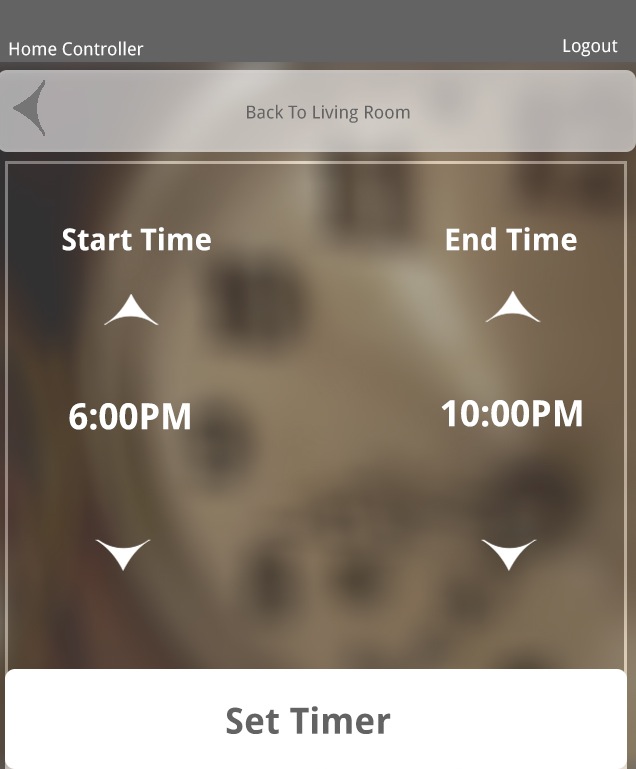 Home Controller
Logout
Back To Living Room
Start Time
End Time
6:00PM
10:00PM
Set Timer